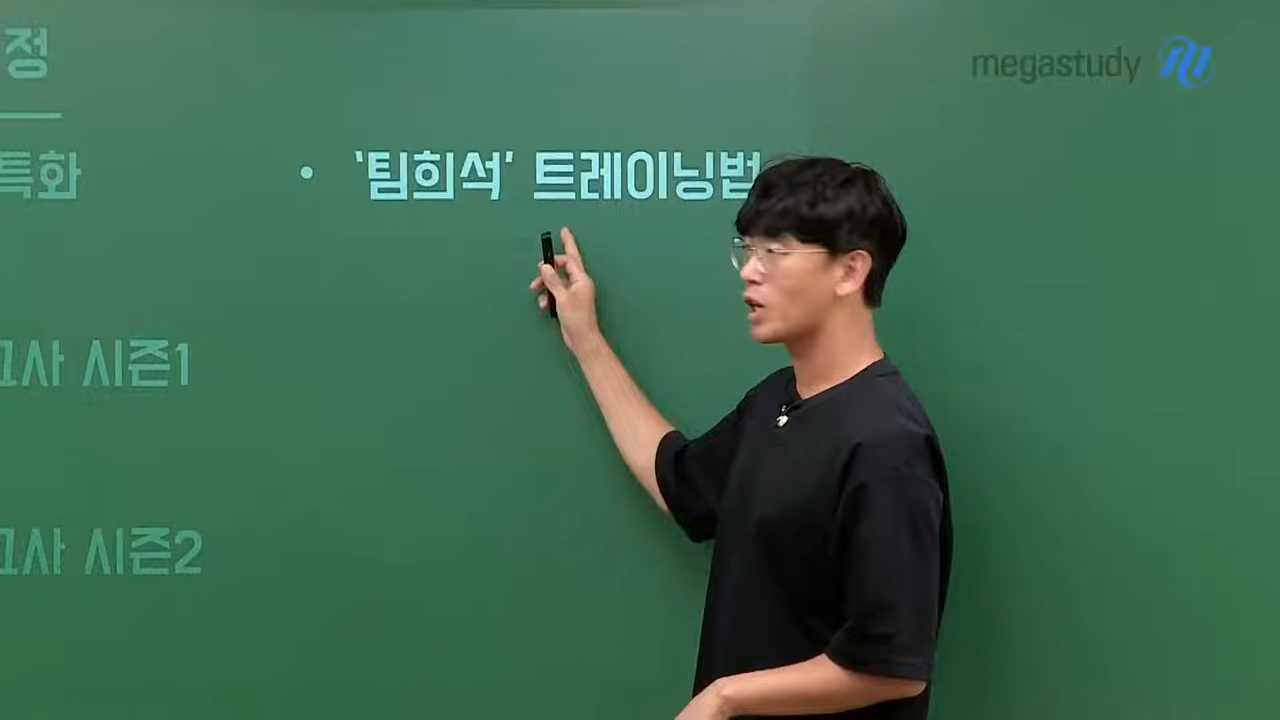 정
megastudy
특화
• ‘팀희석’ 트레이닝법
고사 시즌1
고사 시즌2